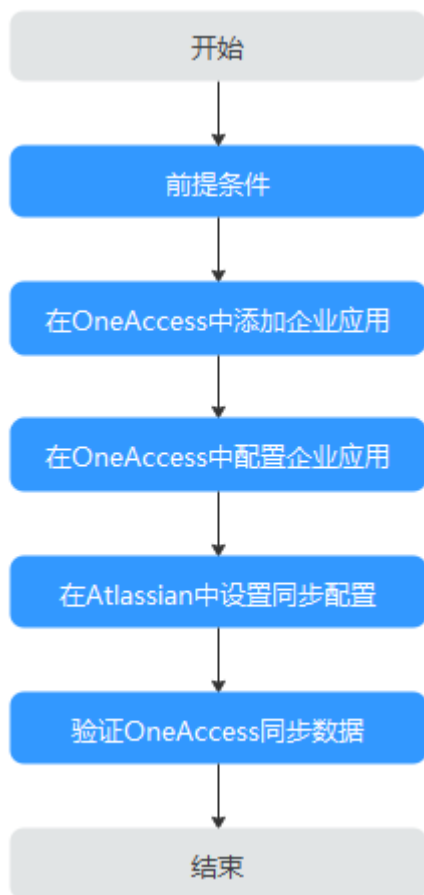 开始
前提条件
在OneAccess中添加企业应用
在OneAccess中配置企业应用
在Atlassian中设置同步配置
验证OneAccess同步数据
结束